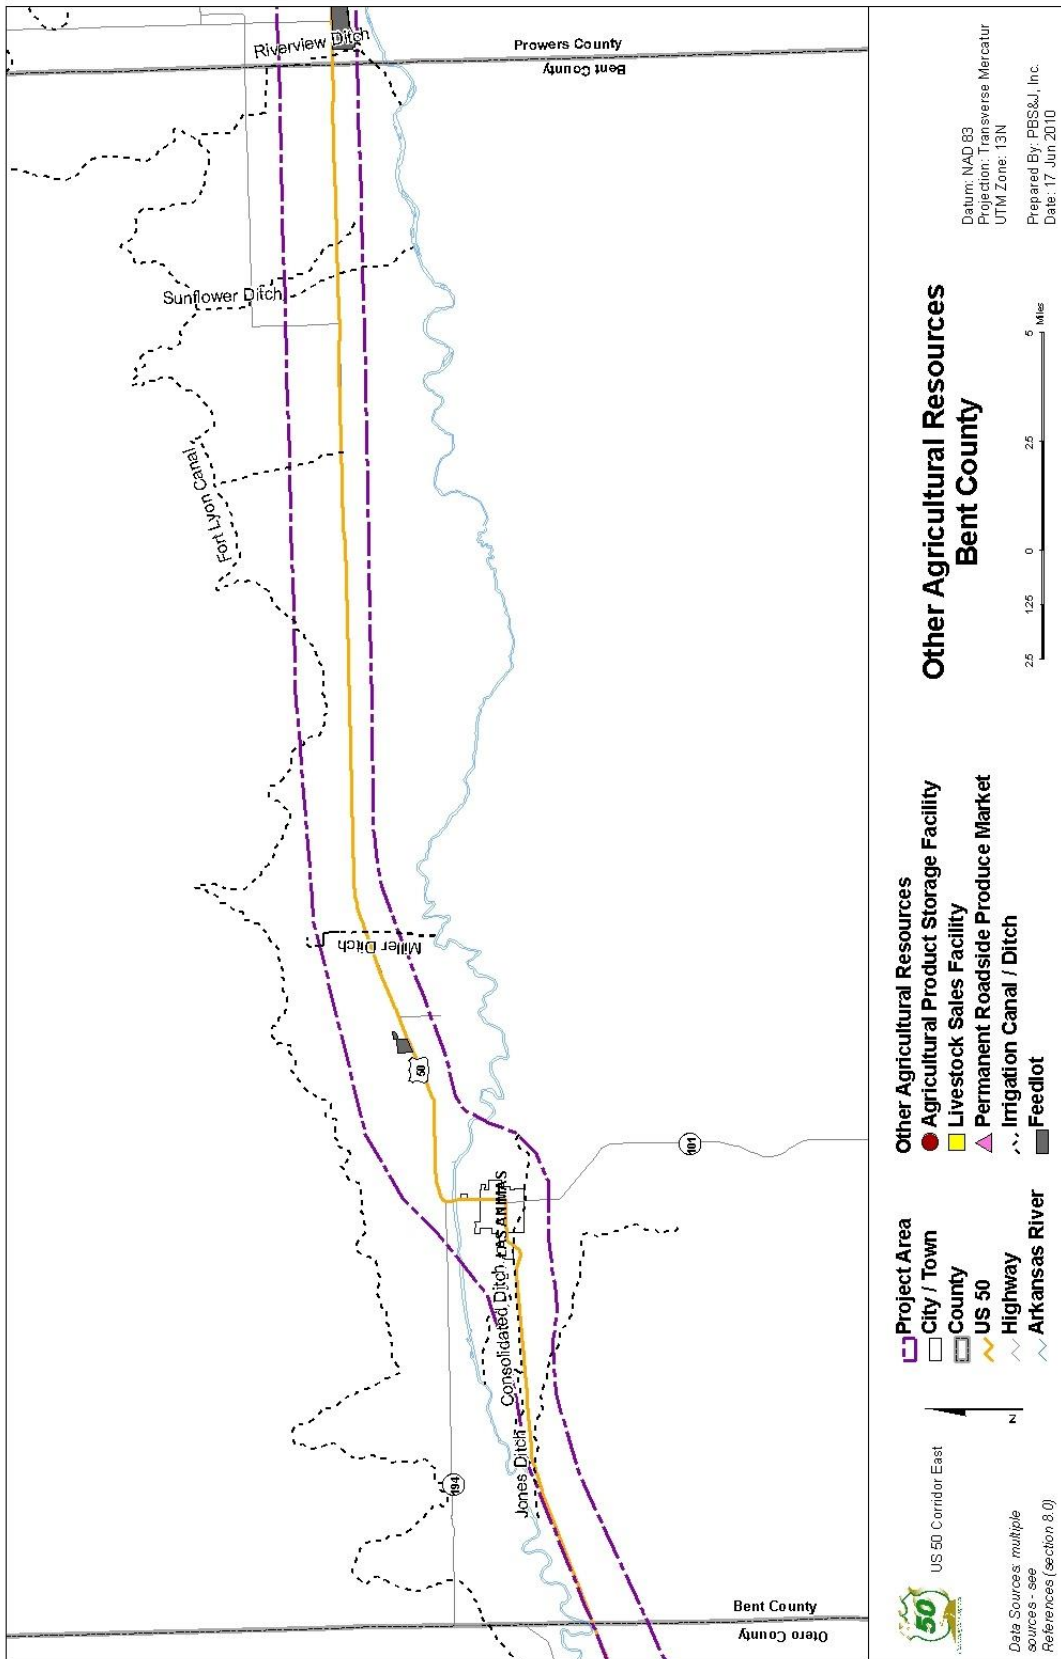 Riverview Ditch
Prowers County
Bent County
Sunflower Ditch
Fort Lyon Canal
Miller Ditch
50
LAS ANIMAS
101
Consolidated Ditch
Jones Ditch
194
Bent County
Otero County
50
US 50 Corridor East
Data Sources: multiple
sources - see
References (section 8.0)
N
Project Area
City / Town
County
US 50
Highway
Arkansas River
Other Agricultural Resources
Agricultural Product Storage Facility
Livestock Sales Facility
Permanent Roadside Produce Market
Irrigation Canal / Ditch
Feedlot
Other Agricultural Resources
Bent County
2.5 1.25 0 2.5 5
Miles
Datum: NAD 83
Projection: Transverse Mercatur
UTM Zone: 13N
Prepared By: PBS&J, Inc.
Date: 17 Jun 2010